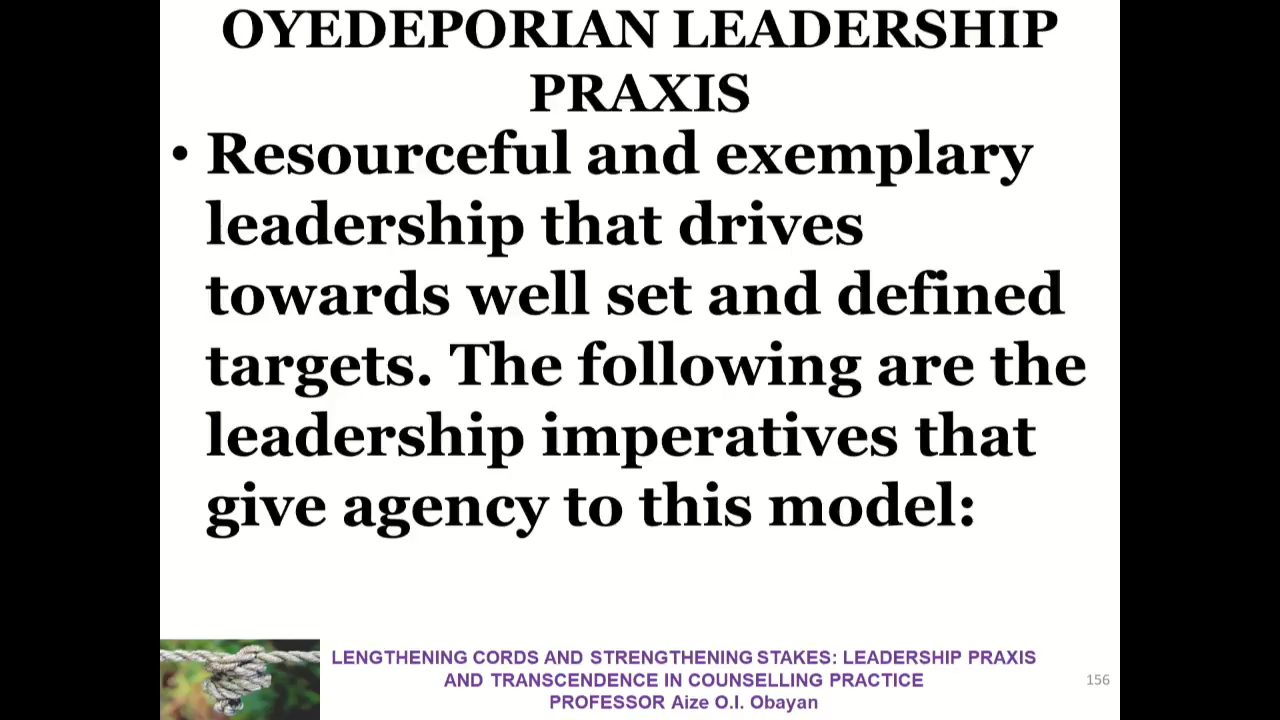 OYEDEPORIAN LEADERSHIP
PRAXIS
• Resourceful and exemplary
leadership that drives
towards well set and defined
targets. The following are the
leadership imperatives that
give agency to this model:
LENGTHENING CORDS AND STRENGTHENING STAKES: LEADERSHIP PRAXIS
AND TRANSCENDENCE IN COUNSELLING PRACTICE
PROFESSOR Aize O.I. Obayan
156